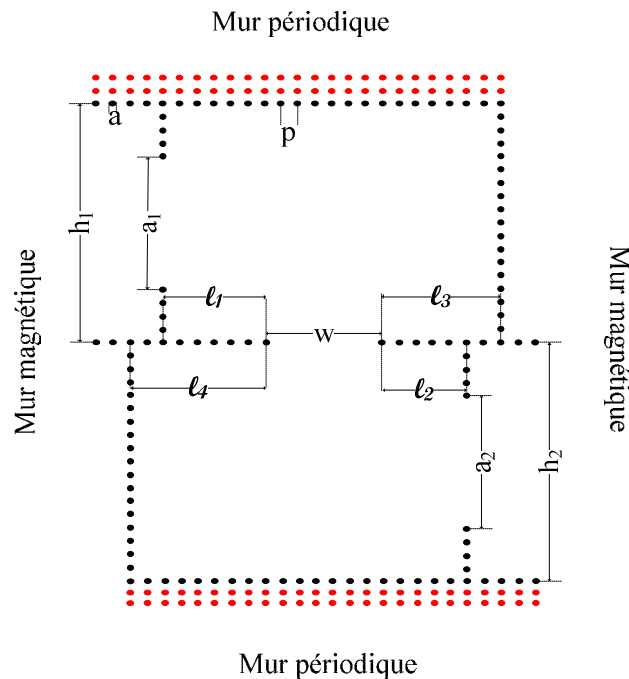 Mur périodique
a
p
h1
a1
Mur magnétique
Mur magnétique
ℓ1
ℓ3
w
ℓ4
ℓ2
a2
h2
Mur périodique